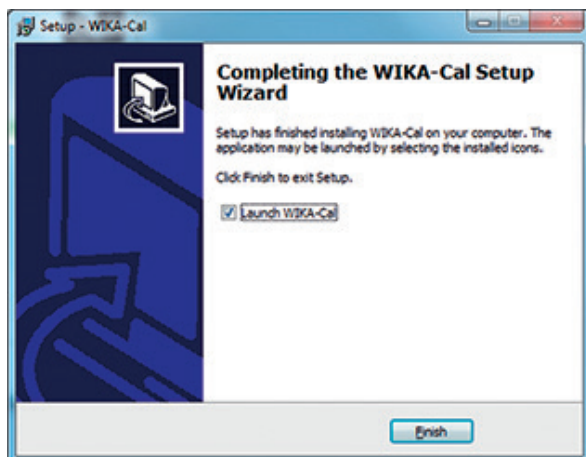 Setup - WIKA-Cal
Completing the WIKA-Cal Setup
Wizard
Setup has finished installing WIKA-Cal on your computer. The
application may be launched by selecting the installed icons.
Click Finish to exit Setup.
Launch WIKA-Cal
Finish